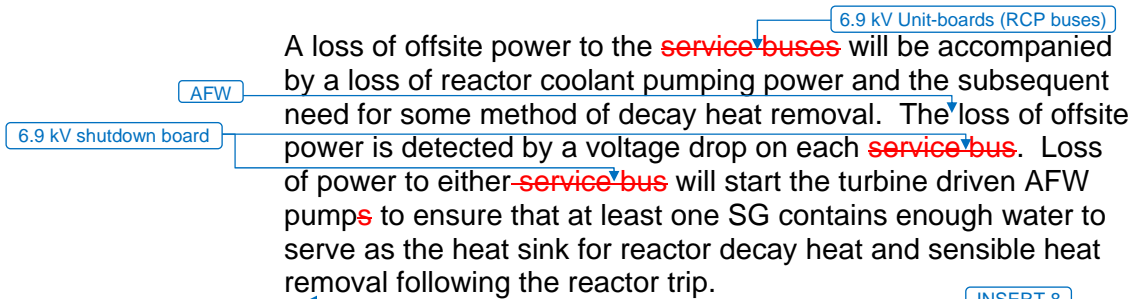 6.9 kV Unit-boards (RCP buses)
A loss of offsite power to the service buses will be accompanied
by a loss of reactor coolant pumping power and the subsequent
AFW
need for some method of decay heat removal. The loss of offsite
6.9 kV shutdown board
power is detected by a voltage drop on each service bus. Loss
of power to either service bus will start the turbine driven AFW
pumps to ensure that at least one SG contains enough water to
serve as the heat sink for reactor decay heat and sensible heat
removal following the reactor trip.
INSERT 8